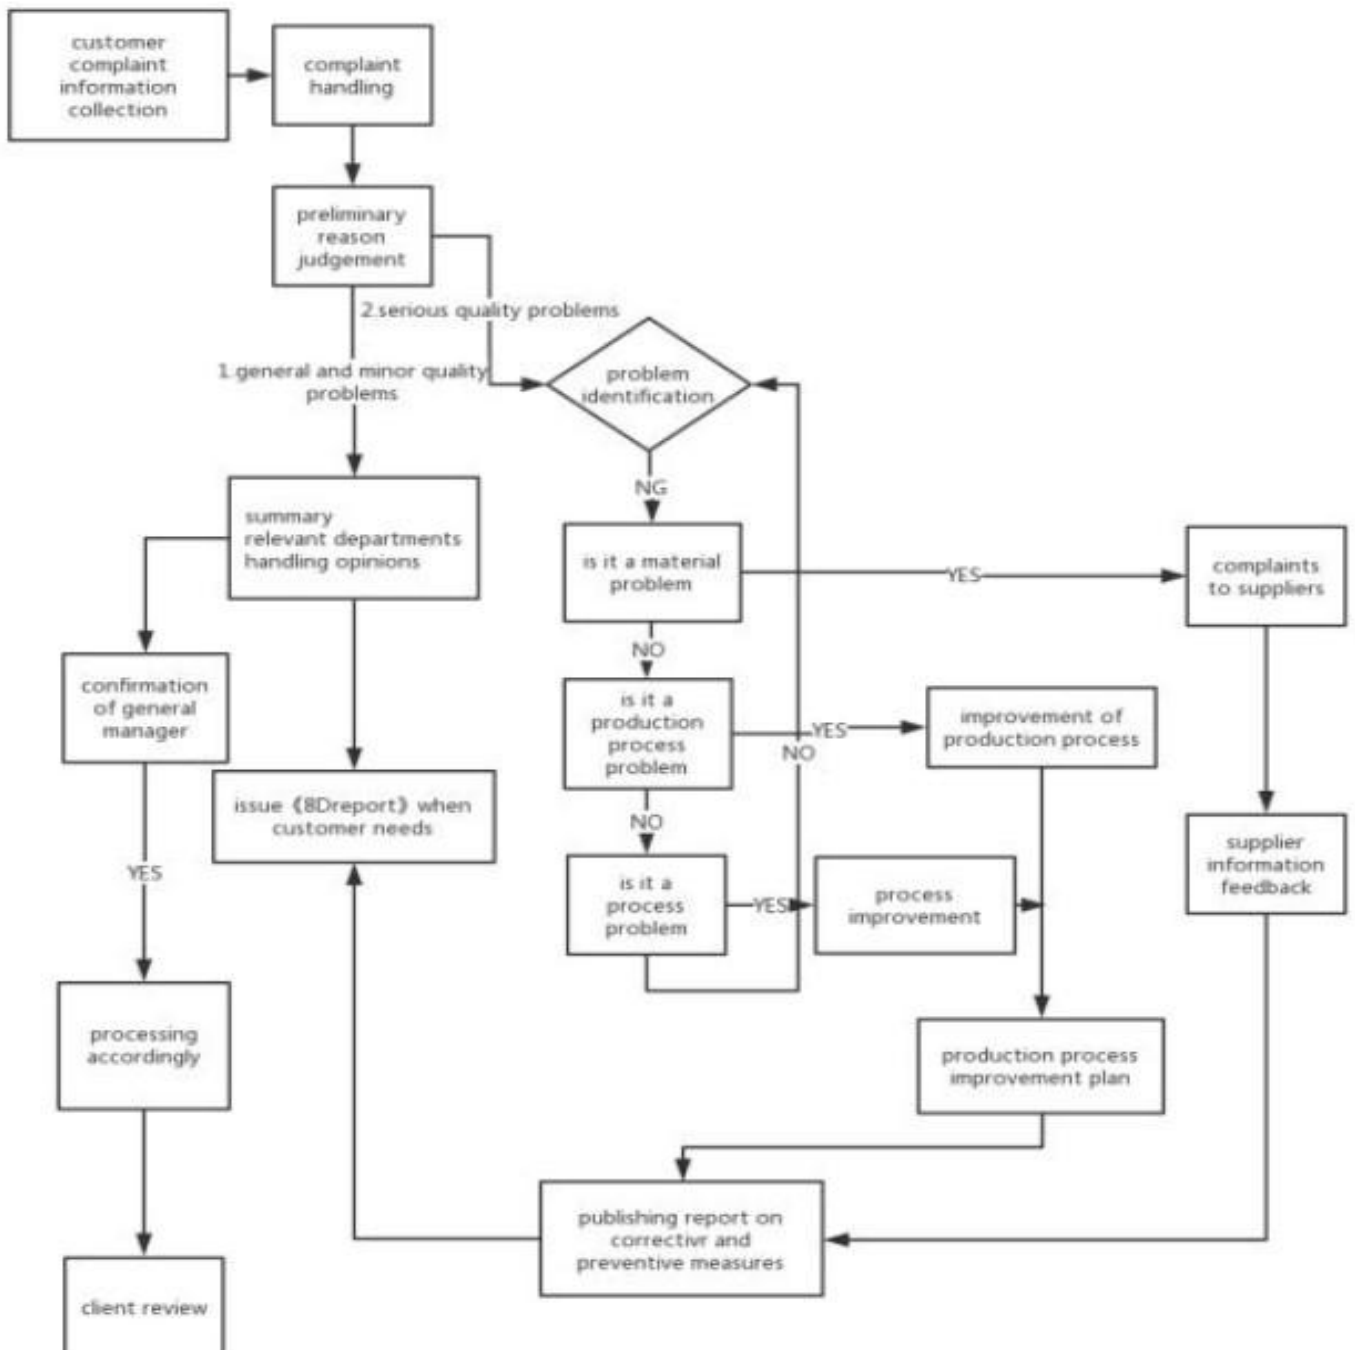 customer
complaint
information
collection
complaint
handling
preliminary
reason
judgement
2.serious quality problems
1.general and minor quality
problems
problem
identification
NG
summary
relevant departments
handling opinions
is it a material
problem
YES
complaints
to suppliers
NO
confirmation
of general
manager
is it a
production
process
problem
YES
improvement of
production process
NO
issue《8Dreport》when
customer needs
NO
supplier
information
feedback
YES
is it a
process
problem
YES
process
improvement
processing
accordingly
production process
improvement plan
publishing report on
correctivr and
preventive measures
client review